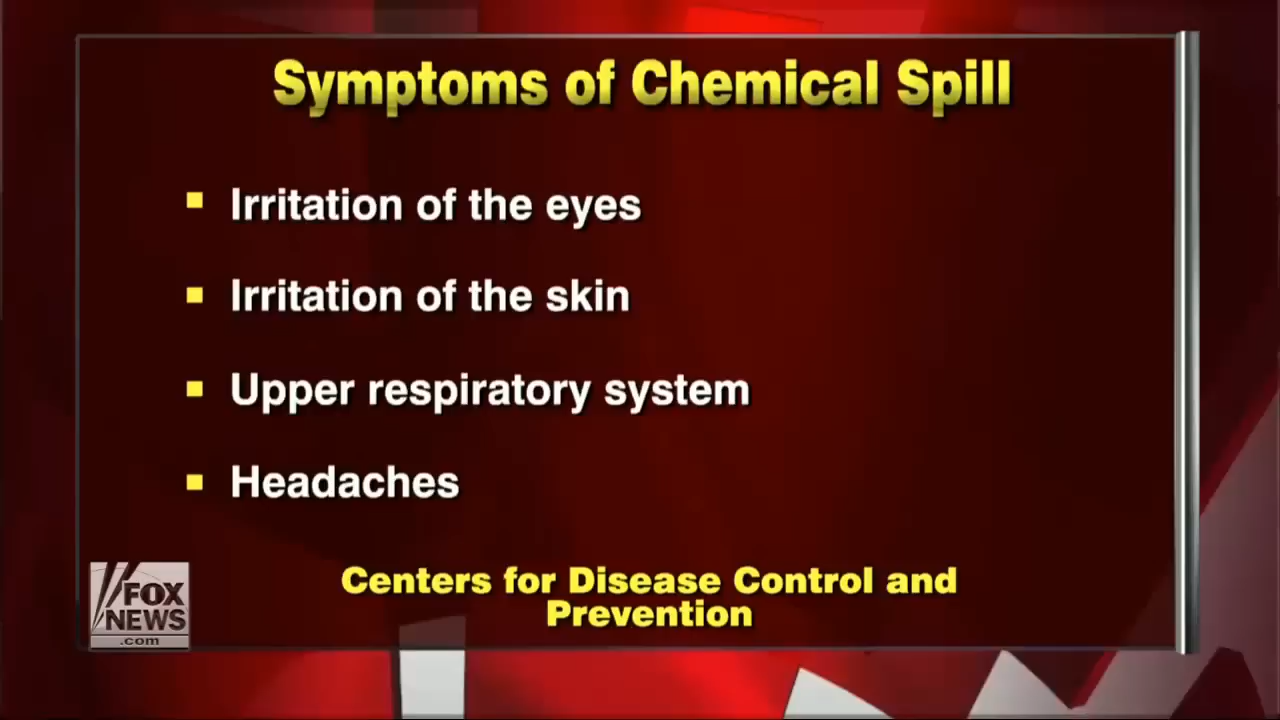 Symptoms of Chemical Spill
Irritation of the eyes
Irritation of the skin
Upper respiratory system
Headaches
Centers for Disease Control and
Prevention
FOX
NEWS
.com